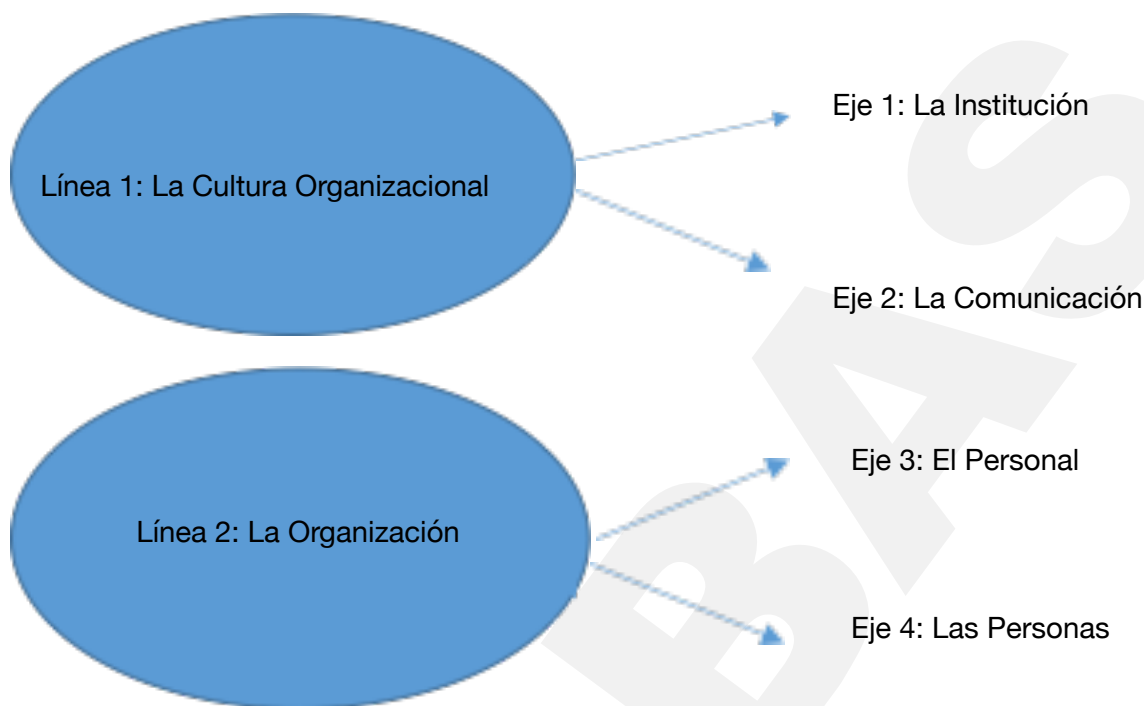 Línea 1: La Cultura Organizacional
Eje 1: La Institución
Eje 2: La Comunicación
Línea 2: La Organización
Eje 3: El Personal
Eje 4: Las Personas
BAS